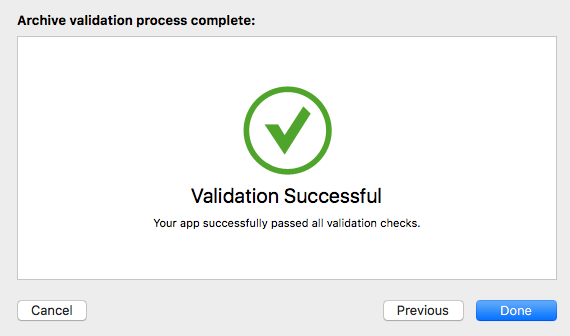 Archive validation process complete:
Validation Successful
Your app successfully passed all validation checks.
Cancel
Previous
Done